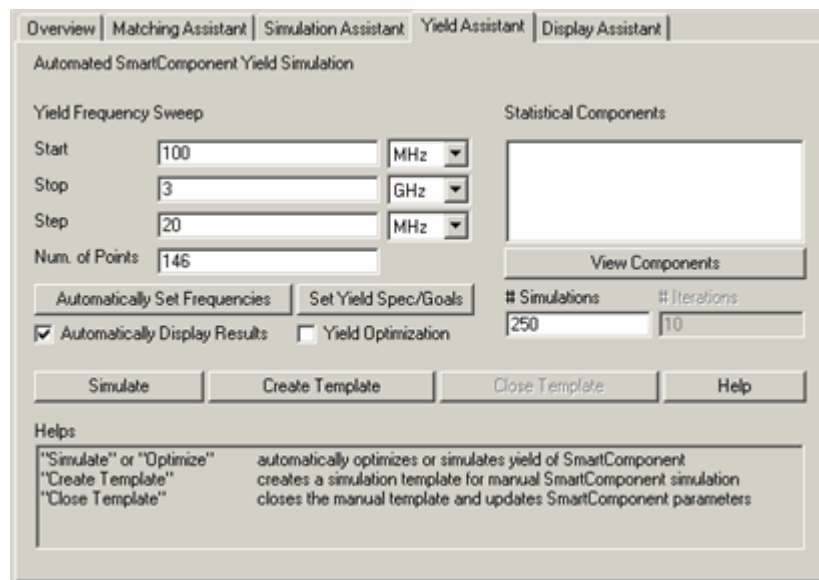 Overview Matching Assistant Simulation Assistant Yield Assistant Display Assistant
Automated SmartComponent Yield Simulation
Yield Frequency Sweep
Start 100 MHz
Stop 3 GHz
Step 20 MHz
Num. of Points 146
Automatically Set Frequencies Set Yield Spec/Goals
Automatically Display Results Yield Optimization
Statistical Components
View Components
# Simulations # Iterations
250 10
Simulate Create Template Close Template Help
Helps
"Simulate" or "Optimize" automatically optimizes or simulates yield of SmartComponent
"Create Template" creates a simulation template for manual SmartComponent simulation
"Close Template" closes the manual template and updates SmartComponent parameters